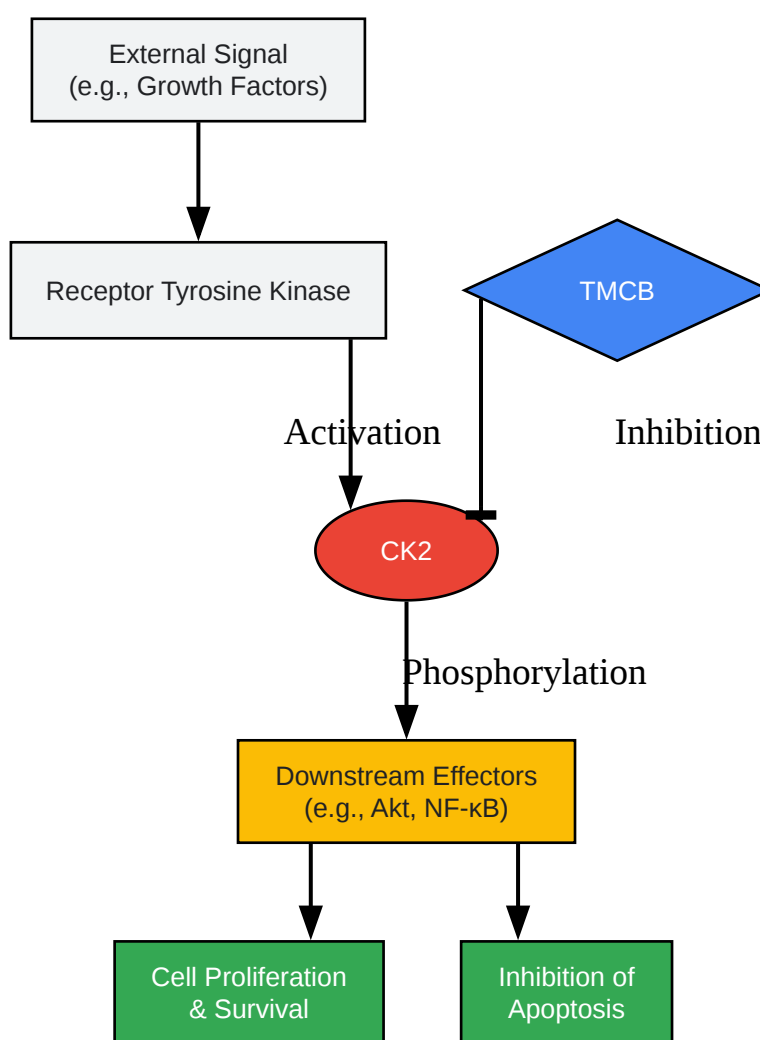 External Signal
(e.g., Growth Factors)
Receptor Tyrosine Kinase
TMCB
Activation
Inhibition
CK2
Phosphorylation
Downstream Effectors
(e.g., Akt, NF-κB)
Cell Proliferation
& Survival
Inhibition of
Apoptosis